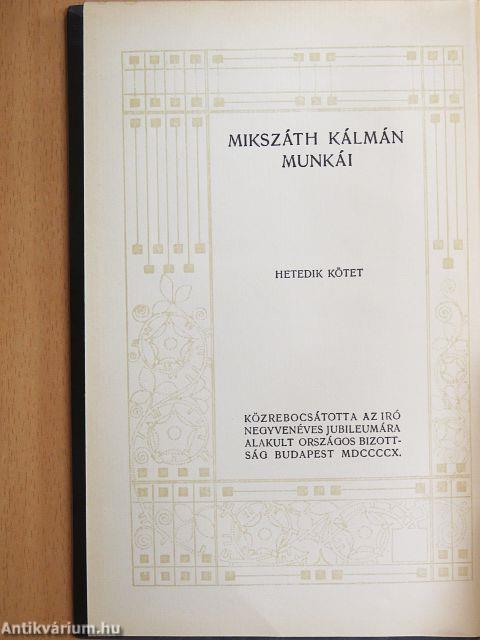 MIKSZÁTH KÁLMÁN
MUNKÁI
HETEDIK KÖTET
KÖZREBOCSÁTOTTA AZ IRÓ
NEGYVENÉVES JUBILEUMÁRA
ALAKULT ORSZÁGOS BIZOTT-
SÁG BUDAPEST MDCCCCX.
Antikvárium.hu